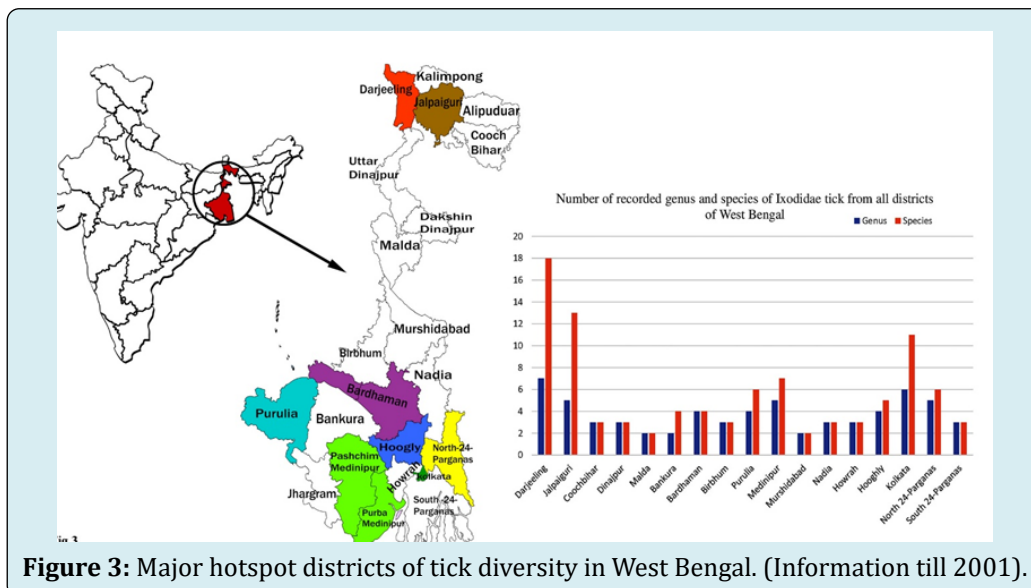 Kalimpong
Darjeeling
Jalpaiguri
Alipuduar
Cooch
Bihar
Uttar
Dinajpur
Dakshin
Dinajpur
Malda
Murshidabad
Birbhum
Nadia
Bardhaman
Purulia
Bankura
Hoogly
North-24-
Parganas
Pashchim
Medinipur
Howrah
Kolkata
Jhargram
South -24-
Parganas
Purba
Medinipur
Number of recorded genus and species of Ixodidae tick from all districts
of West Bengal
Genus Species
20
18
16
14
12
10
8
6
4
2
0
Darjeeling
Jalpaiguri
Coochbihar
Dinajpur
Malda
Bankura
Bardaman
Birbhum
Purulia
Medinipur
Murshidabad
Nadia
Howrah
Hooghly
Kolkata
North 24-Parganas
South 24-Parganas
Figure 3: Major hotspot districts of tick diversity in West Bengal. (Information till 2001).